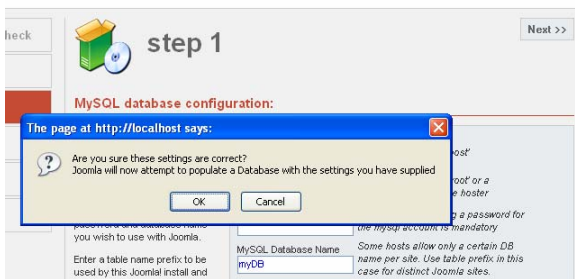 heck
step 1
Next >>
MySQL database configuration:
The page at http://localhost says:
Are you sure these settings are correct?
Joomla will now attempt to populate a Database with the settings you have supplied
OK
Cancel
password and database name
you wish to use with Joomla.
Enter a table name prefix to be
used by this Joomla! install and
MySQL Database Name
myDB
ost'
root' or a
e hoster
g a password for
the mysql account is mandatory
Some hosts allow only a certain DB
name per site. Use table prefix in this
case for distinct Joomla sites.